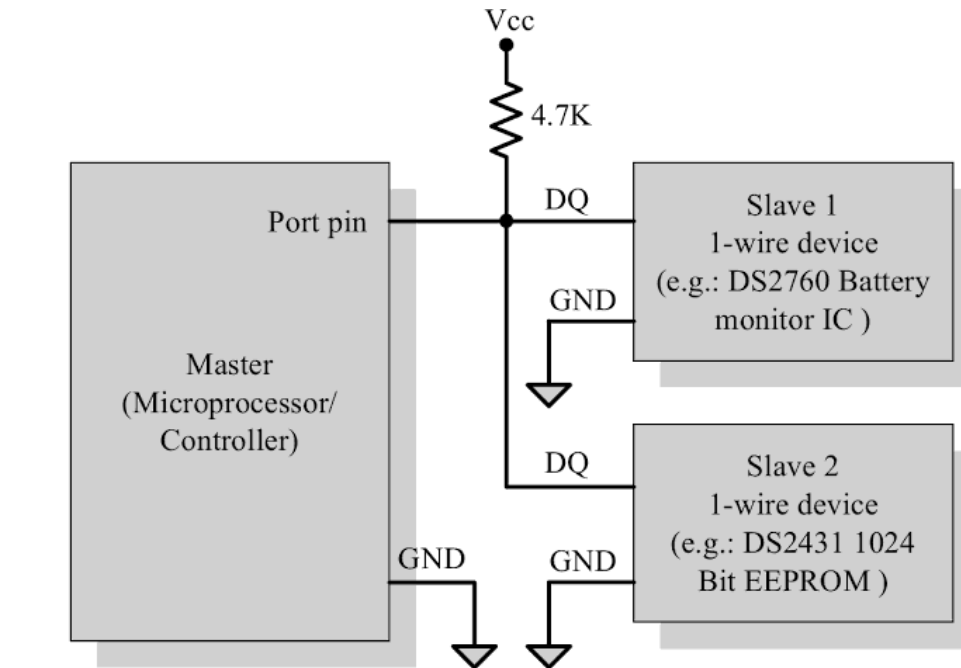 Vcc
4.7K
Port pin
DQ
Slave 1
1-wire device
(e.g.: DS2760 Battery
monitor IC )
GND
Master
(Microprocessor/
Controller)
DQ
Slave 2
1-wire device
(e.g.: DS2431 1024
Bit EEPROM )
GND
GND